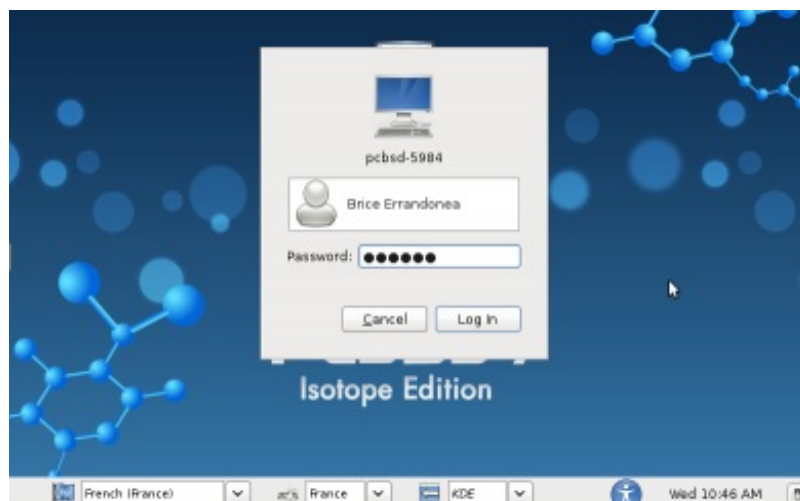 pcbsd-5984
Brice Errandonea
Password: ●●●●●●
Cancel Log In
Isotope Edition
French (France) France KDE Wed 10:46 AM